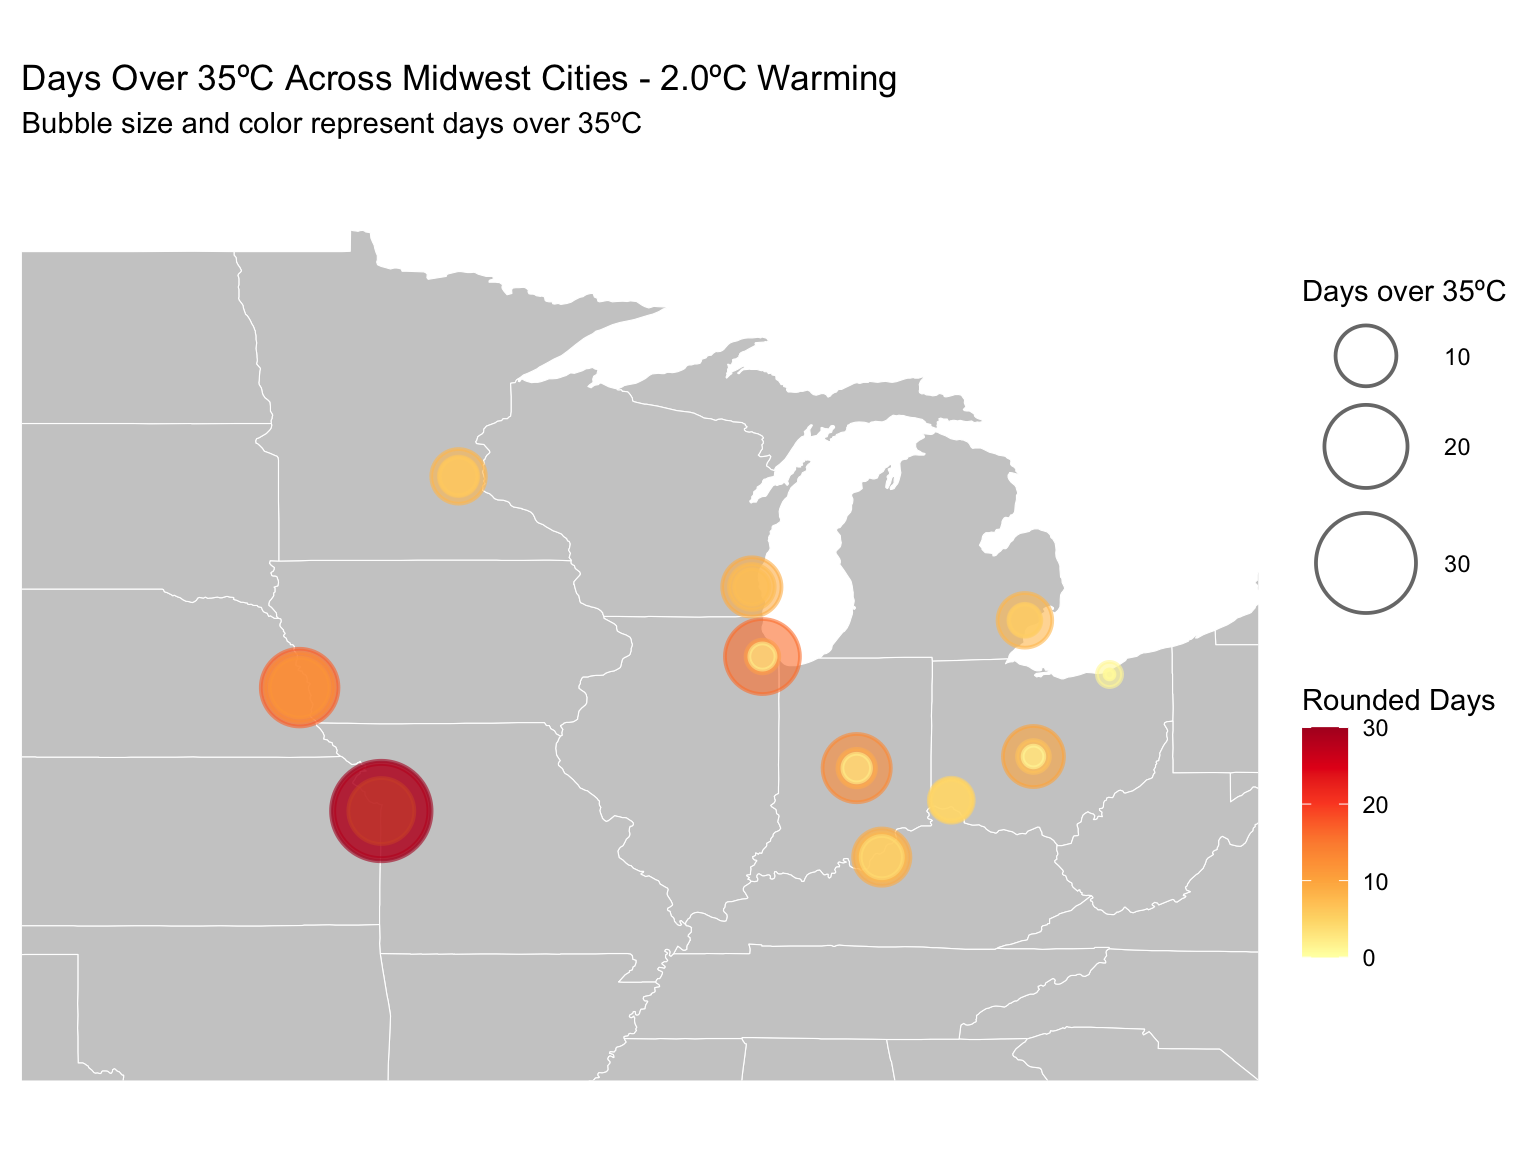 Days Over 35ºC Across Midwest Cities - 2.0ºC Warming
Bubble size and color represent days over 35ºC
Days over 35ºC
10
20
30
Rounded Days
30
20
10
0